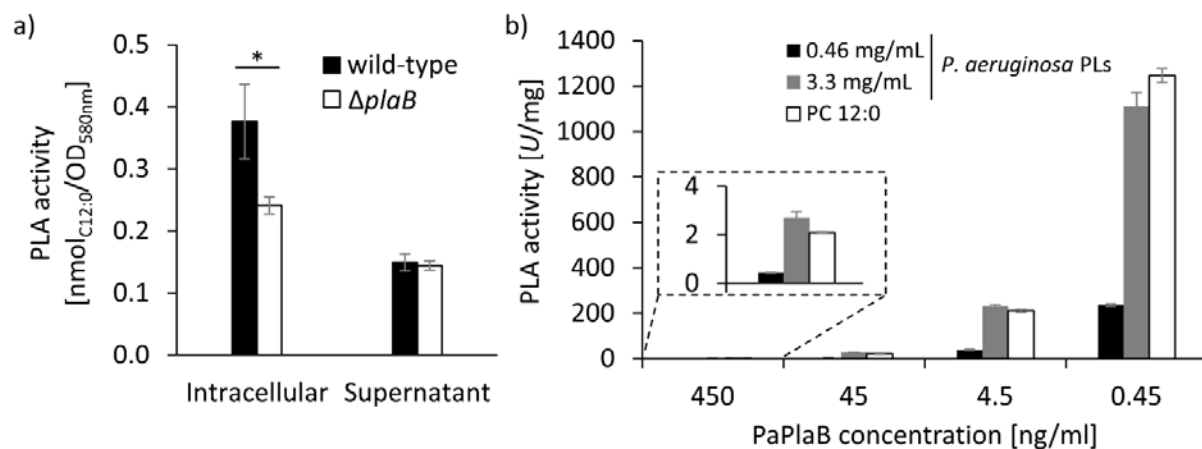 a)
PLA activity
[nmolC12:0/OD580nm]
0.5
0.4
0.3
0.2
0.1
0.0
*
wild-type
ΔplaB
Intracellular Supernatant
b)
PLA activity [U/mg]
1400
1200
1000
800
600
400
200
0
0.46 mg/mL
3.3 mg/mL
P. aeruginosa PLs
PC 12:0
4
2
0
450 45 4.5 0.45
PaPlaB concentration [ng/ml]